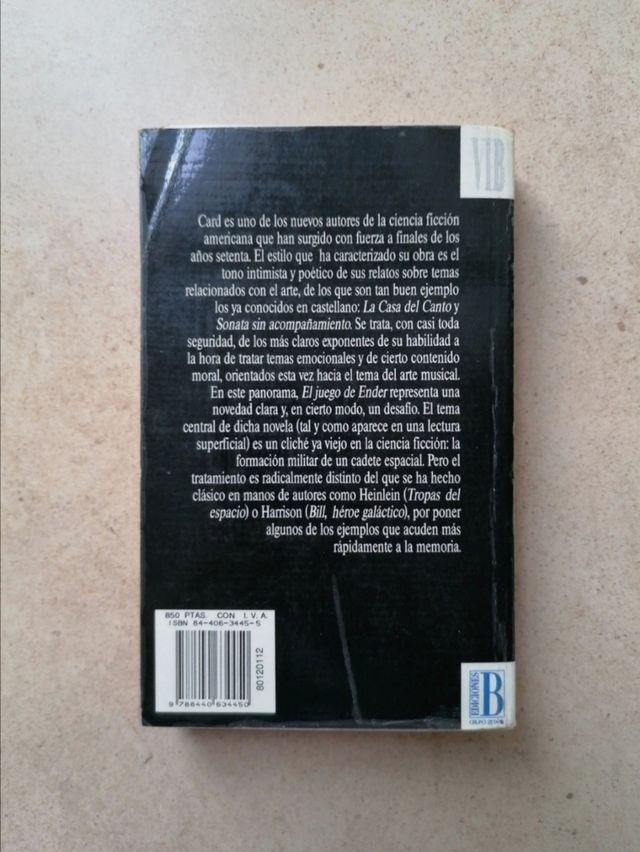 VIB
Card es uno de los nuevos autores de la ciencia ficción
americana que han surgido con fuerza a finales de los
años setenta. El estilo que ha caracterizado su obra es el
tono intimista y poético de sus relatos sobre temas
relacionados con el arte, de los que son tan buen ejemplo
los ya conocidos en castellano: La Casa del Canto y
Sonata sin acompañamiento. Se trata, con casi toda
seguridad, de los más claros exponentes de su habilidad a
la hora de tratar temas emocionales y de cierto contenido
moral, orientados esta vez hacia el tema del arte musical.
En este panorama, El juego de Ender representa una
novedad clara y, en cierto modo, un desafío. El tema
central de dicha novela (tal y como aparece en una lectura
superficial) es un cliché ya viejo en la ciencia ficción: la
formación militar de un cadete espacial. Pero el
tratamiento es radicalmente distinto del que se ha hecho
clásico en manos de autores como Heinlein (Tropas del
espacio) o Harrison (Bill, héroe galáctico), por poner
algunos de los ejemplos que acuden más
rápidamente a la memoria.
850 PTAS. CON I.V.A.
ISBN 84-406-3445-5
80120112
9 788440 634450
EDICIONES
B
GRUPO ZETA